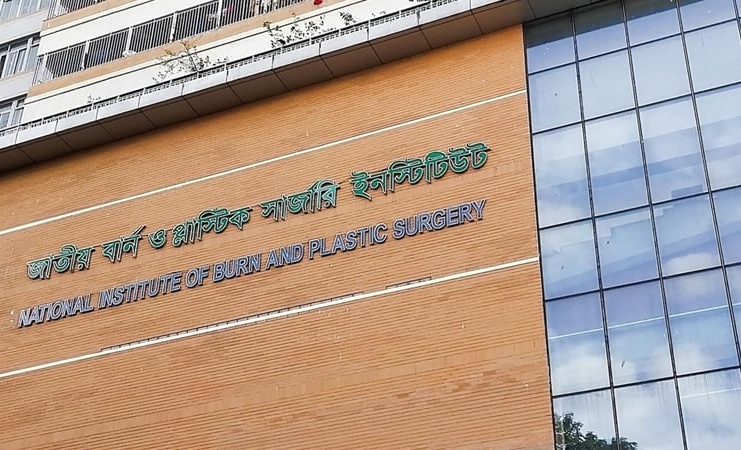 জাতীয় বার্ন ও প্লাস্টিক সার্জারি ইনস্টিটিউট
NATIONAL INSTITUTE OF BURN AND PLASTIC SURGERY